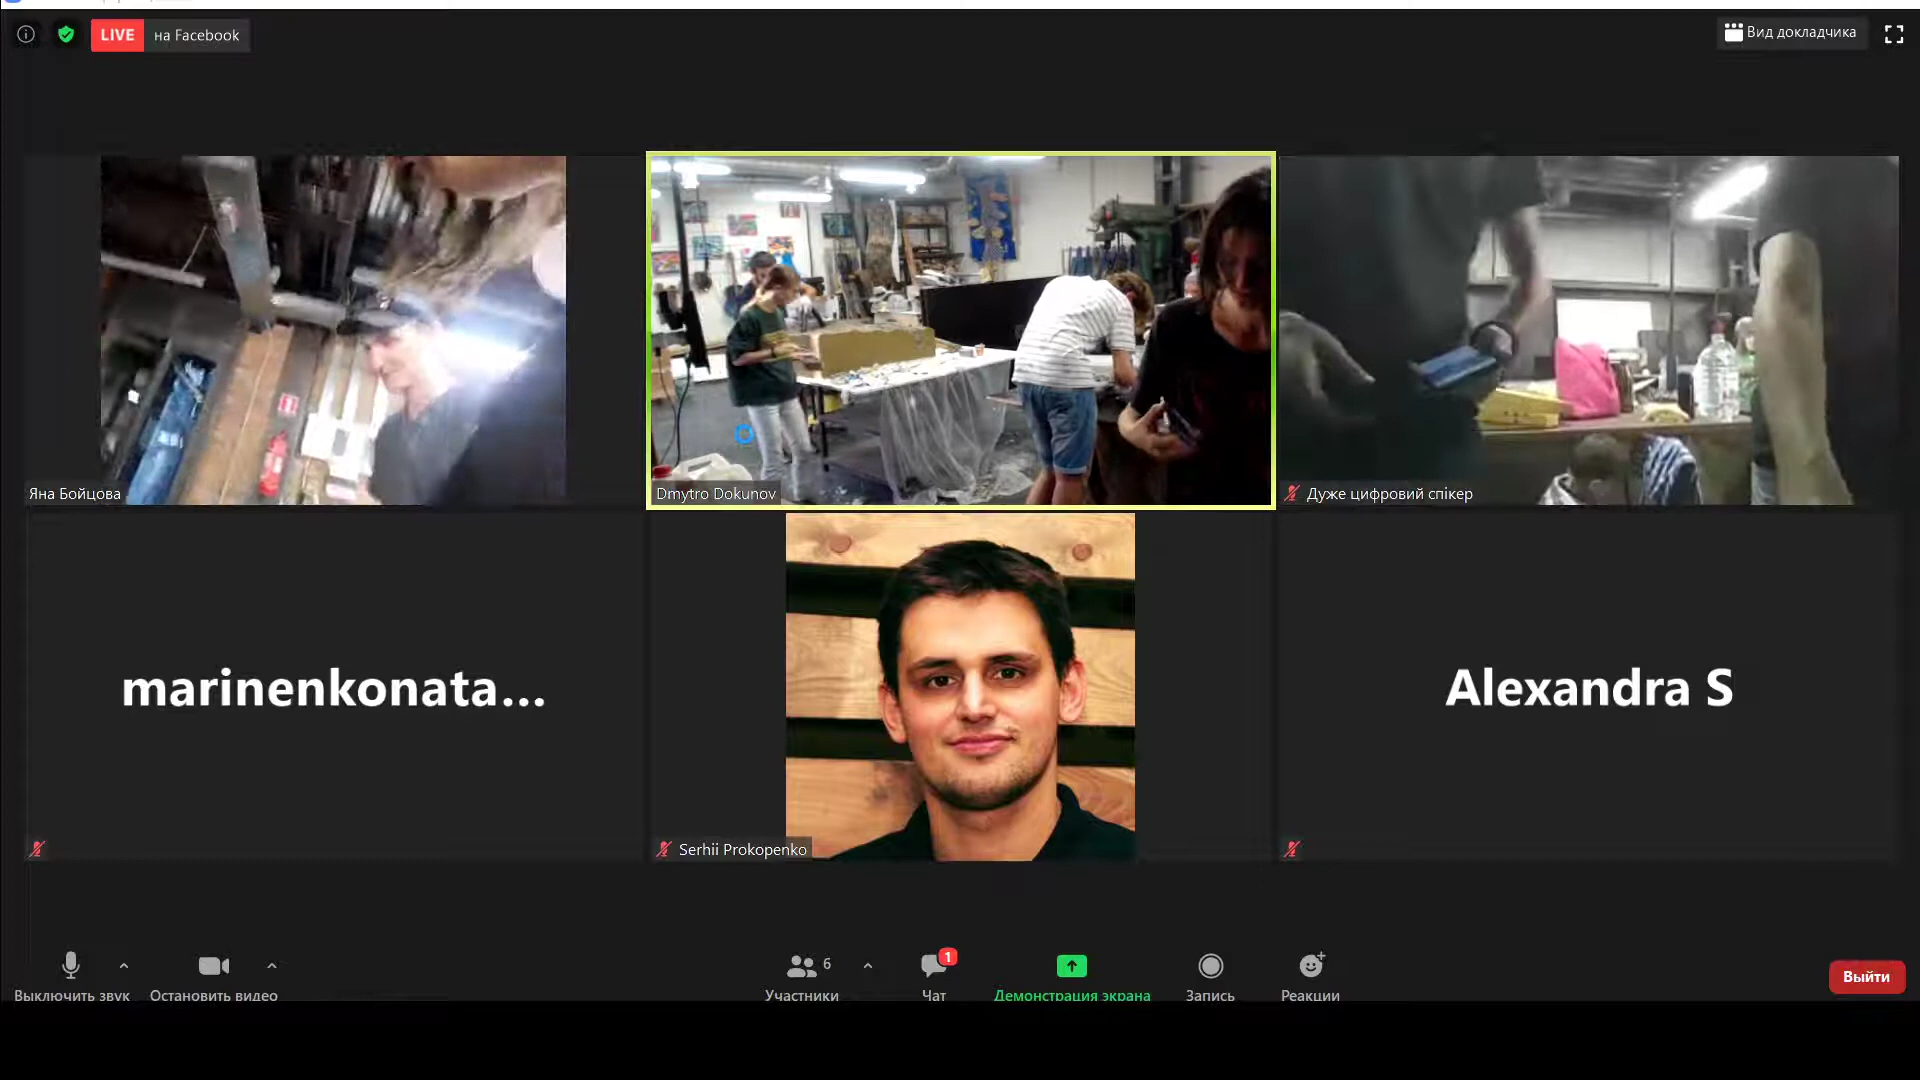 LIVE на Facebook
Вид докладчика
Яна Бойцова
Dmytro Dokunov
Дуже цифровий спікер
marinenkonata...
Serhii Prokopenko
Alexandra S
6
1
Выключить звук
Остановить видео
Участники
Чат
Демонстрация экрана
Запись
Реакции
Выйти